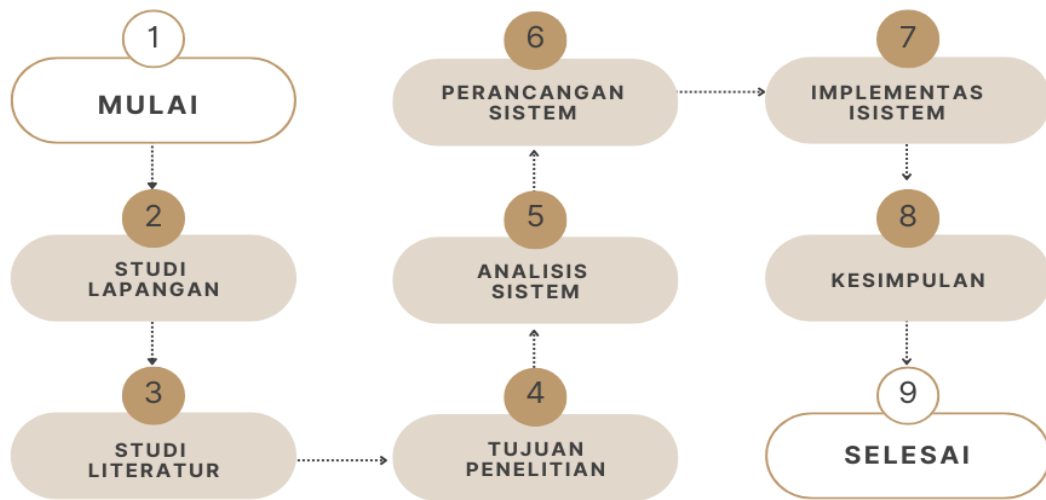 1
MULAI
2
STUDI
LAPANGAN
3
STUDI
LITERATUR
4
TUJUAN
PENELITIAN
5
ANALISIS
SISTEM
6
PERANCANGAN
SISTEM
7
IMPLEMENTAS
ISISTEM
8
KESIMPULAN
9
SELESAI